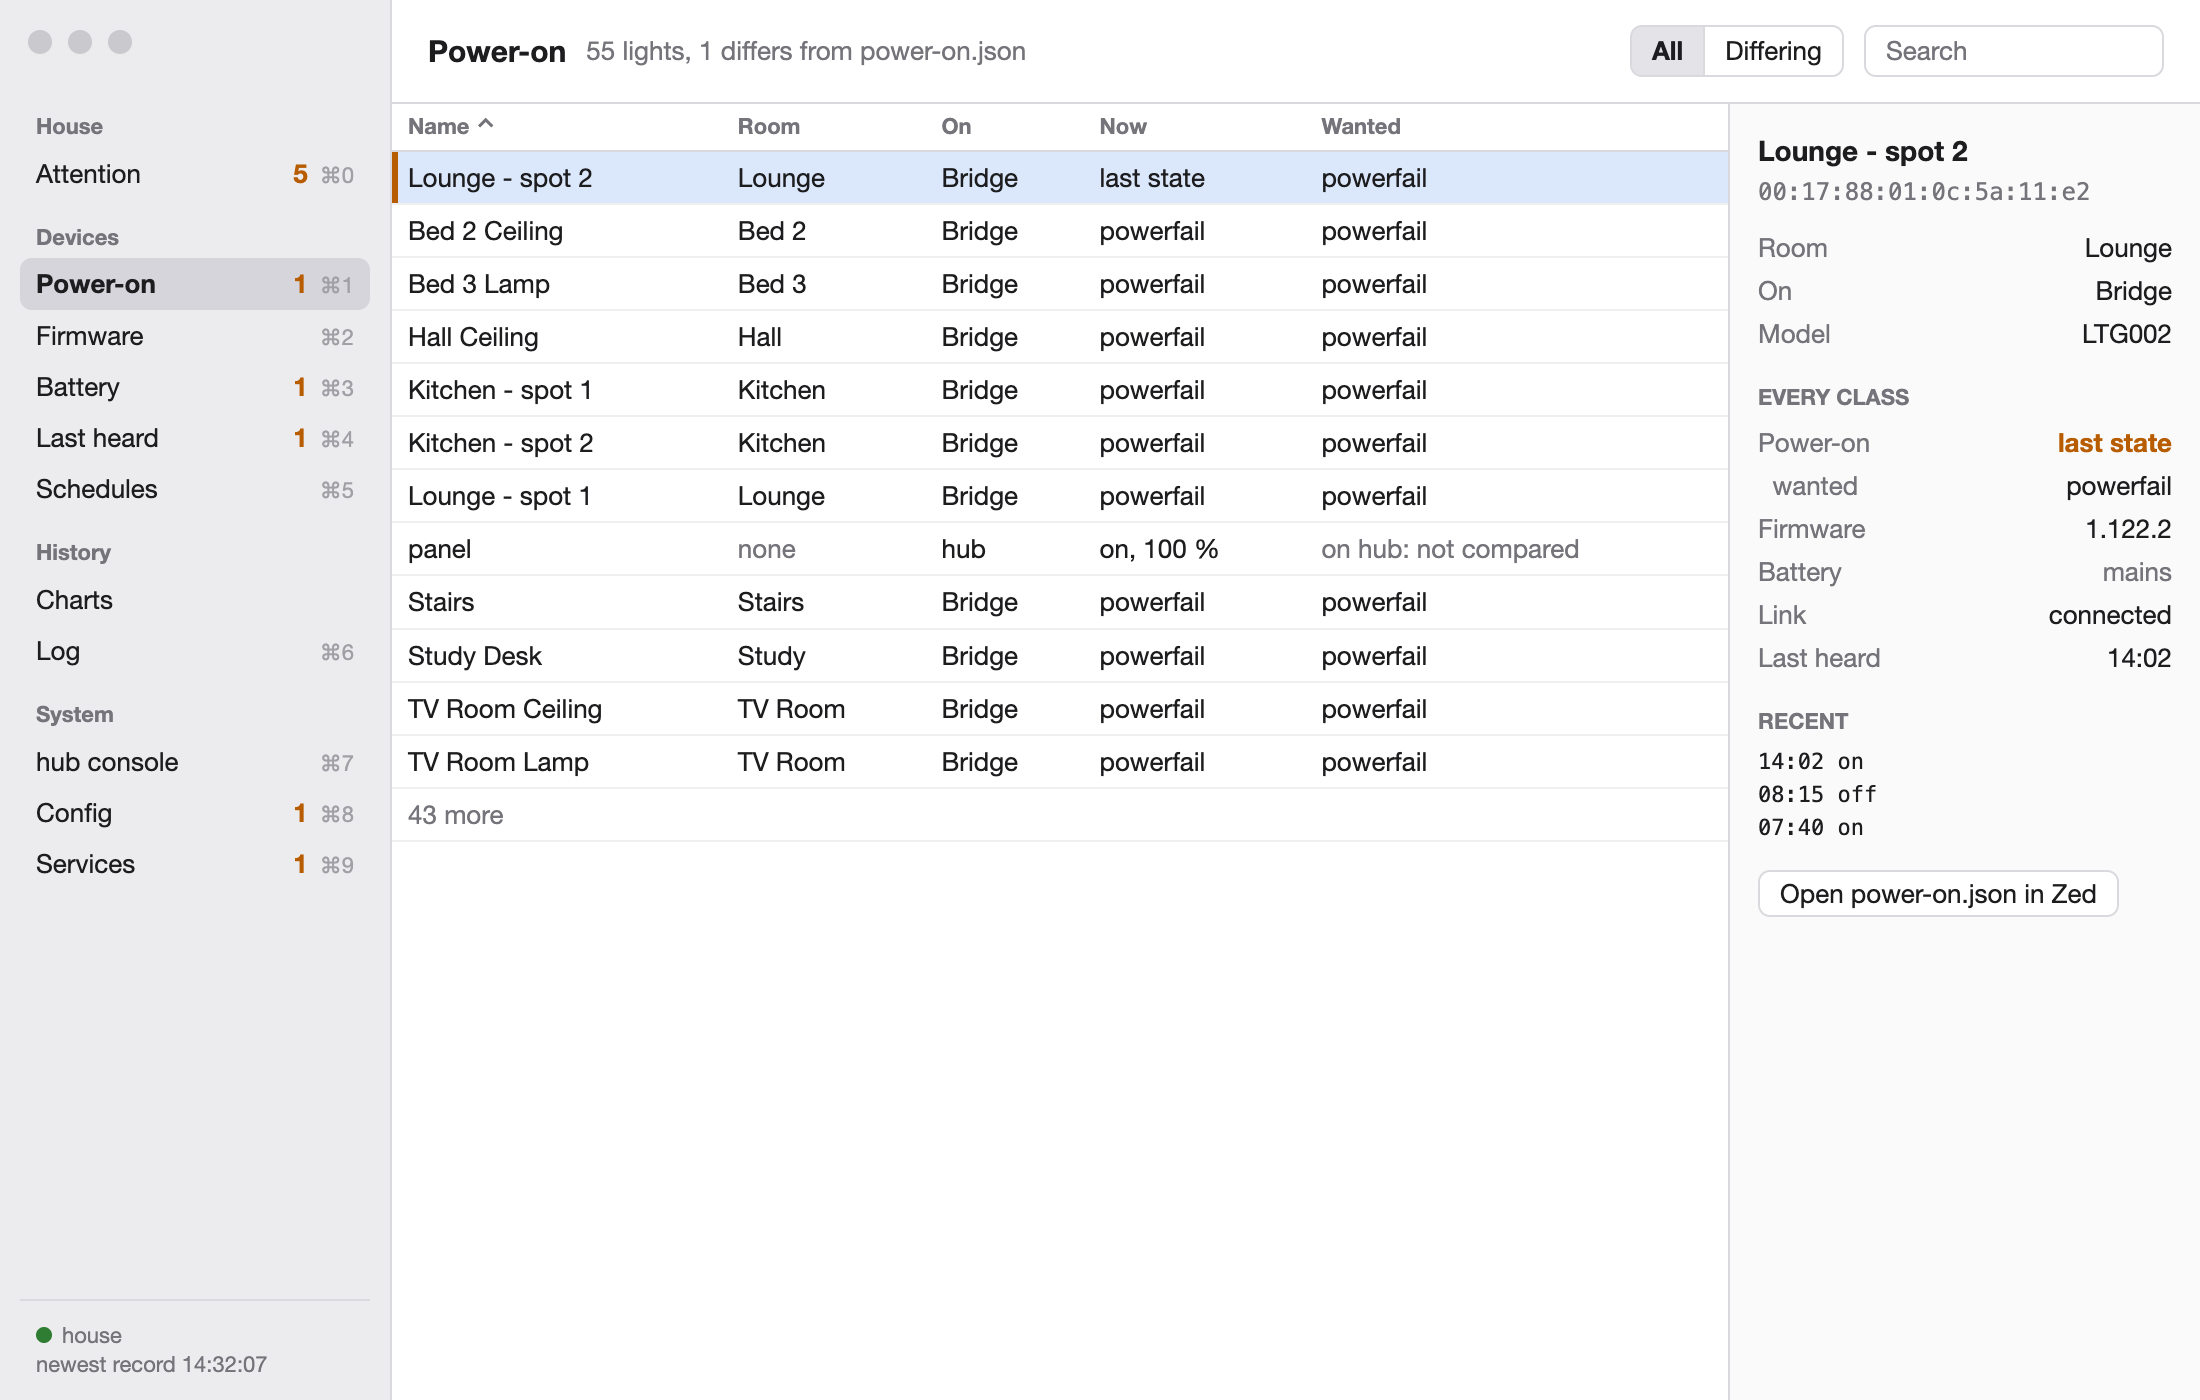 House
Attention 5 ⌘0
Devices
Power-on 1 ⌘1
Firmware ⌘2
Battery 1 ⌘3
Last heard 1 ⌘4
Schedules ⌘5
History
Charts
Log ⌘6
System
hub console ⌘7
Config 1 ⌘8
Services 1 ⌘9
house
newest record 14:32:07
Power-on 55 lights, 1 differs from power-on.json All Differing Search
Name Room On Now Wanted
Lounge - spot 2 Lounge Bridge last state powerfail
Bed 2 Ceiling Bed 2 Bridge powerfail powerfail
Bed 3 Lamp Bed 3 Bridge powerfail powerfail
Hall Ceiling Hall Bridge powerfail powerfail
Kitchen - spot 1 Kitchen Bridge powerfail powerfail
Kitchen - spot 2 Kitchen Bridge powerfail powerfail
Lounge - spot 1 Lounge Bridge powerfail powerfail
panel none hub on, 100 % on hub: not compared
Stairs Stairs Bridge powerfail powerfail
Study Desk Study Bridge powerfail powerfail
TV Room Ceiling TV Room Bridge powerfail powerfail
TV Room Lamp TV Room Bridge powerfail powerfail
43 more
Lounge - spot 2
00:17:88:01:0c:5a:11:e2
Room Lounge
On Bridge
Model LTG002
EVERY CLASS
Power-on last state
wanted powerfail
Firmware 1.122.2
Battery mains
Link connected
Last heard 14:02
RECENT
14:02 on
08:15 off
07:40 on
Open power-on.json in Zed